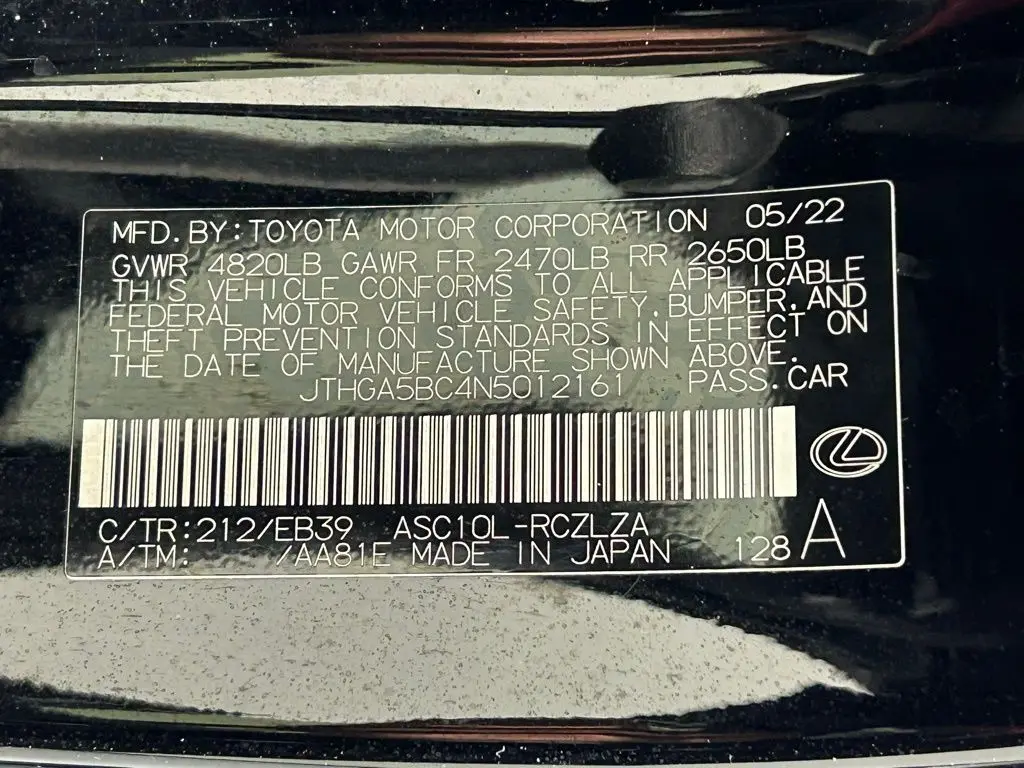 MFD.BY:TOYOTA MOTOR CORPORATION 05/22
GVWR 4820LB GAWR FR 2470LB RR 2650LB
THIS VEHICLE CONFORMS TO ALL APPLICABLE
FEDERAL MOTOR VEHICLE SAFETY,BUMPER,AND
THEFT PREVENTION STANDARDS IN EFFECT ON
THE DATE OF MANUFACTURE SHOWN ABOVE.
JTHGA5BC4N5012161 PASS.CAR
C/TR:212/EB39 ASC10L-RCZLZA
A/TM: /AA81E MADE IN JAPAN 128 A